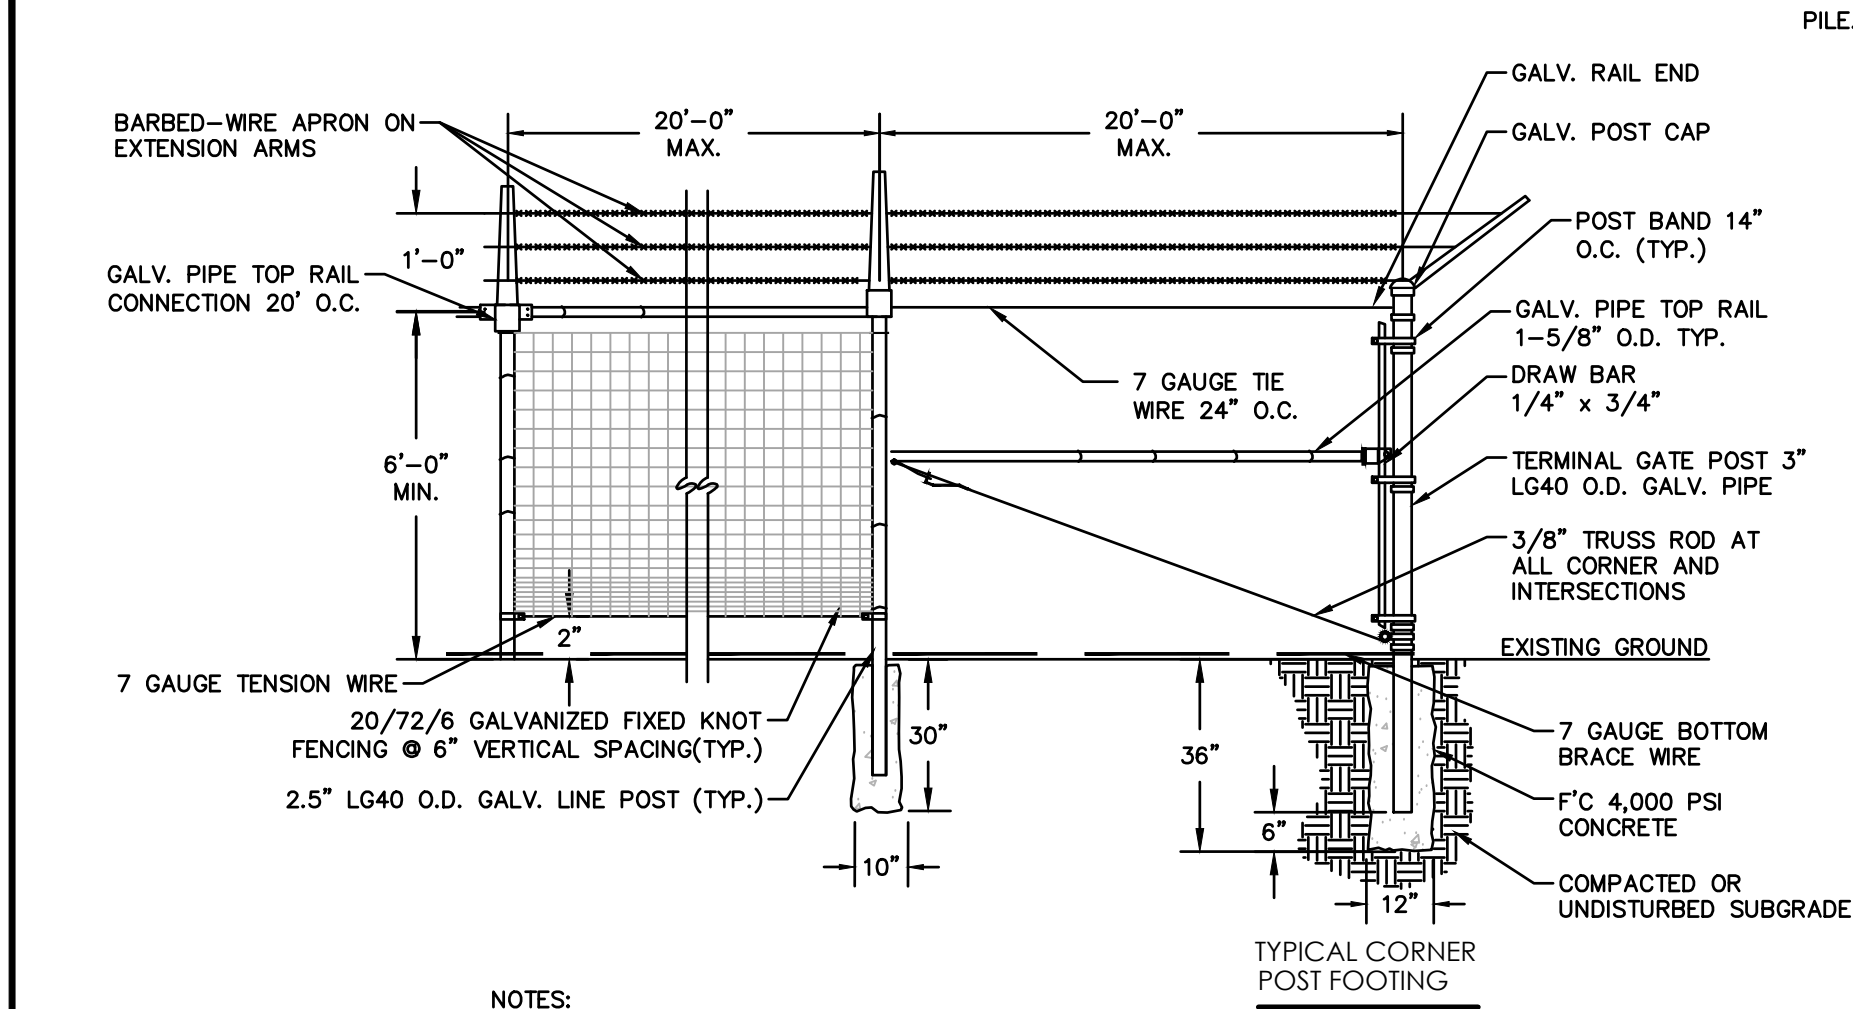 PILE.
GALV. RAIL END
BARBED-WIRE APRON ON
EXTENSION ARMS
20'-0"
MAX.
20'-0"
MAX.
GALV. POST CAP
POST BAND 14"
O.C. (TYP.)
1'-0"
GALV. PIPE TOP RAIL
CONNECTION 20' O.C.
GALV. PIPE TOP RAIL
1-5/8" O.D. TYP.
7 GAUGE TIE
WIRE 24" O.C.
DRAW BAR
1/4" x 3/4"
6'-0"
MIN.
TERMINAL GATE POST 3"
LG40 O.D. GALV. PIPE
3/8" TRUSS ROD AT
ALL CORNER AND
INTERSECTIONS
2"
EXISTING GROUND
7 GAUGE TENSION WIRE
20/72/6 GALVANIZED FIXED KNOT
FENCING @ 6" VERTICAL SPACING(TYP.)
30"
36"
7 GAUGE BOTTOM
BRACE WIRE
2.5" LG40 O.D. GALV. LINE POST (TYP.)
F'C 4,000 PSI
CONCRETE
6"
10"
COMPACTED OR
UNDISTURBED SUBGRADE
12"
TYPICAL CORNER
POST FOOTING
NOTES: